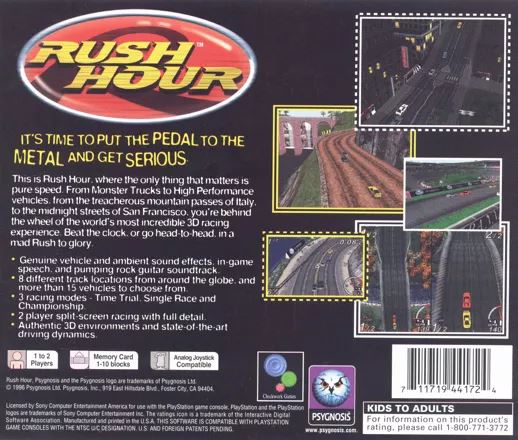 RUSH HOUR™
IT'S TIME TO PUT THE PEDAL TO THE
METAL AND GET SERIOUS
This is Rush Hour, where the only thing that matters is
pure speed. From Monster Trucks to High Performance
vehicles, from the treacherous mountain passes of Italy,
to the midnight streets of San Francisco, you're behind
the wheel of the world's most incredible 3D racing
experience. Beat the clock, or go head-to-head, in a
mad Rush to glory.
• Genuine vehicle and ambient sound effects, in-game
speech, and pumping rock guitar soundtrack.
• 8 different track locations from around the globe, and
more than 15 vehicles to choose from.
• 3 racing modes - Time Trial, Single Race and
Championship.
• 2 player split-screen racing with full detail.
• Authentic 3D environments and state-of-the-art
driving dynamics.
1 to 2
Players
Memory Card
1-10 blocks
Analog Joystick
Compatible
Rush Hour, Psygnosis and the Psygnosis logo are trademarks of Psygnosis Ltd.
© 1996 Psygnosis Ltd. Psygnosis, Inc., 919 East Hillsdale Blvd., Foster City, CA 94404.
Licensed by Sony Computer Entertainment America for use with the PlayStation game console. PlayStation and the PlayStation
logos are trademarks of Sony Computer Entertainment Inc. The ratings icon is a trademark of the Interactive Digital
Software Association. Manufactured and printed in the U.S.A. THIS SOFTWARE IS COMPATIBLE WITH PLAYSTATION
GAME CONSOLES WITH THE NTSC U/C DESIGNATION. U.S. AND FOREIGN PATENTS PENDING.
Clockwork Games
PSYGNOSIS
www.psygnosis.com
7 11719 44172 4
KIDS TO ADULTS
For information on this product's
rating, please call 1-800-771-3772